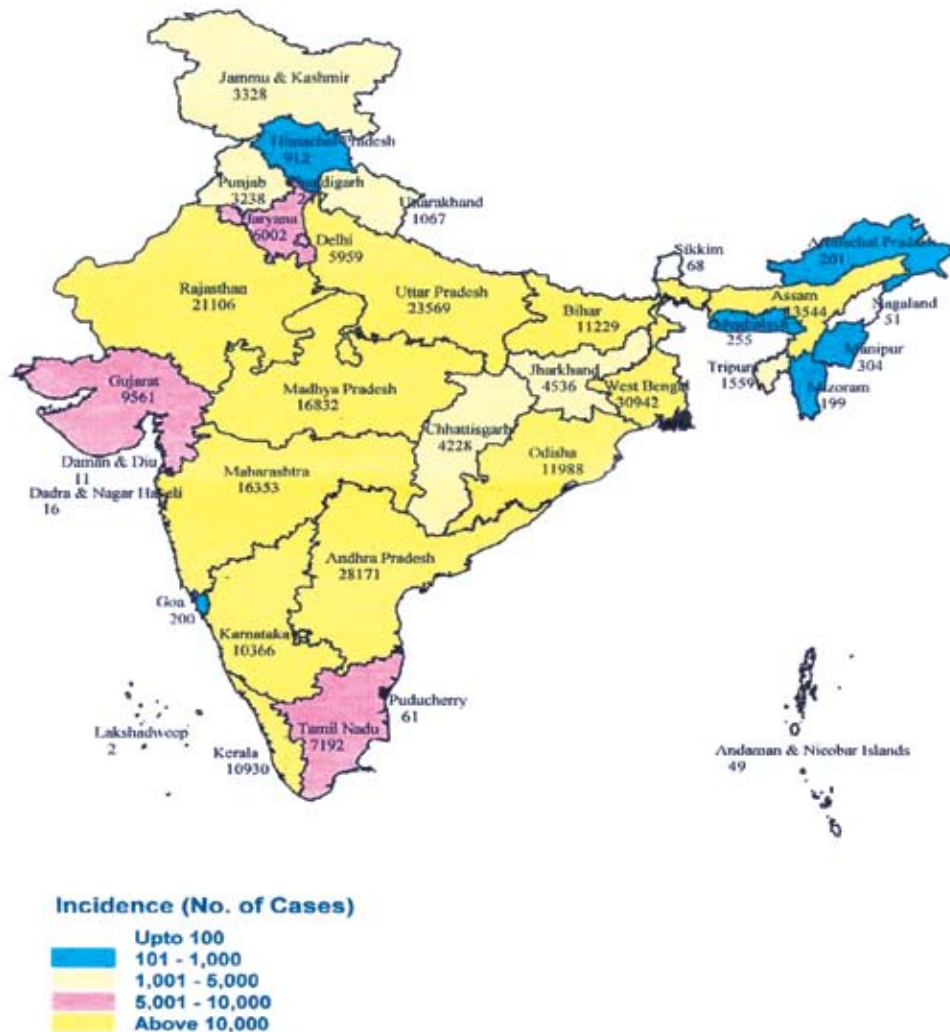 Jammu & Kashmir
3328
Himachal Pradesh
912
Punjab
3238
Uttarakhand
1067
6002
Delhi
5959
Sikkim
68
Arunachal Pradesh
201
Rajasthan
21106
Uttar Pradesh
23569
Bihar
11229
Assam
13544
Nagaland
51
255
Manipur
304
Tripura
1559
Mizoram
199
Gujarat
9561
Madhya Pradesh
16832
Jharkhand
4536
West Bengal
30942
Chhattisgarh
4228
Odisha
11988
Daman & Diu
11
Dadra & Nagar Haveli
16
Maharashtra
16353
Andhra Pradesh
28171
Goa
200
Karnataka
10366
Puducherry
61
Lakshadweep
2
Tamil Nadu
7192
Kerala
10930
Andaman & Nicobar Islands
49
Incidence (No. of Cases)
Upto 100
101 - 1,000
1,001 - 5,000
5,001 - 10,000
Above 10,000